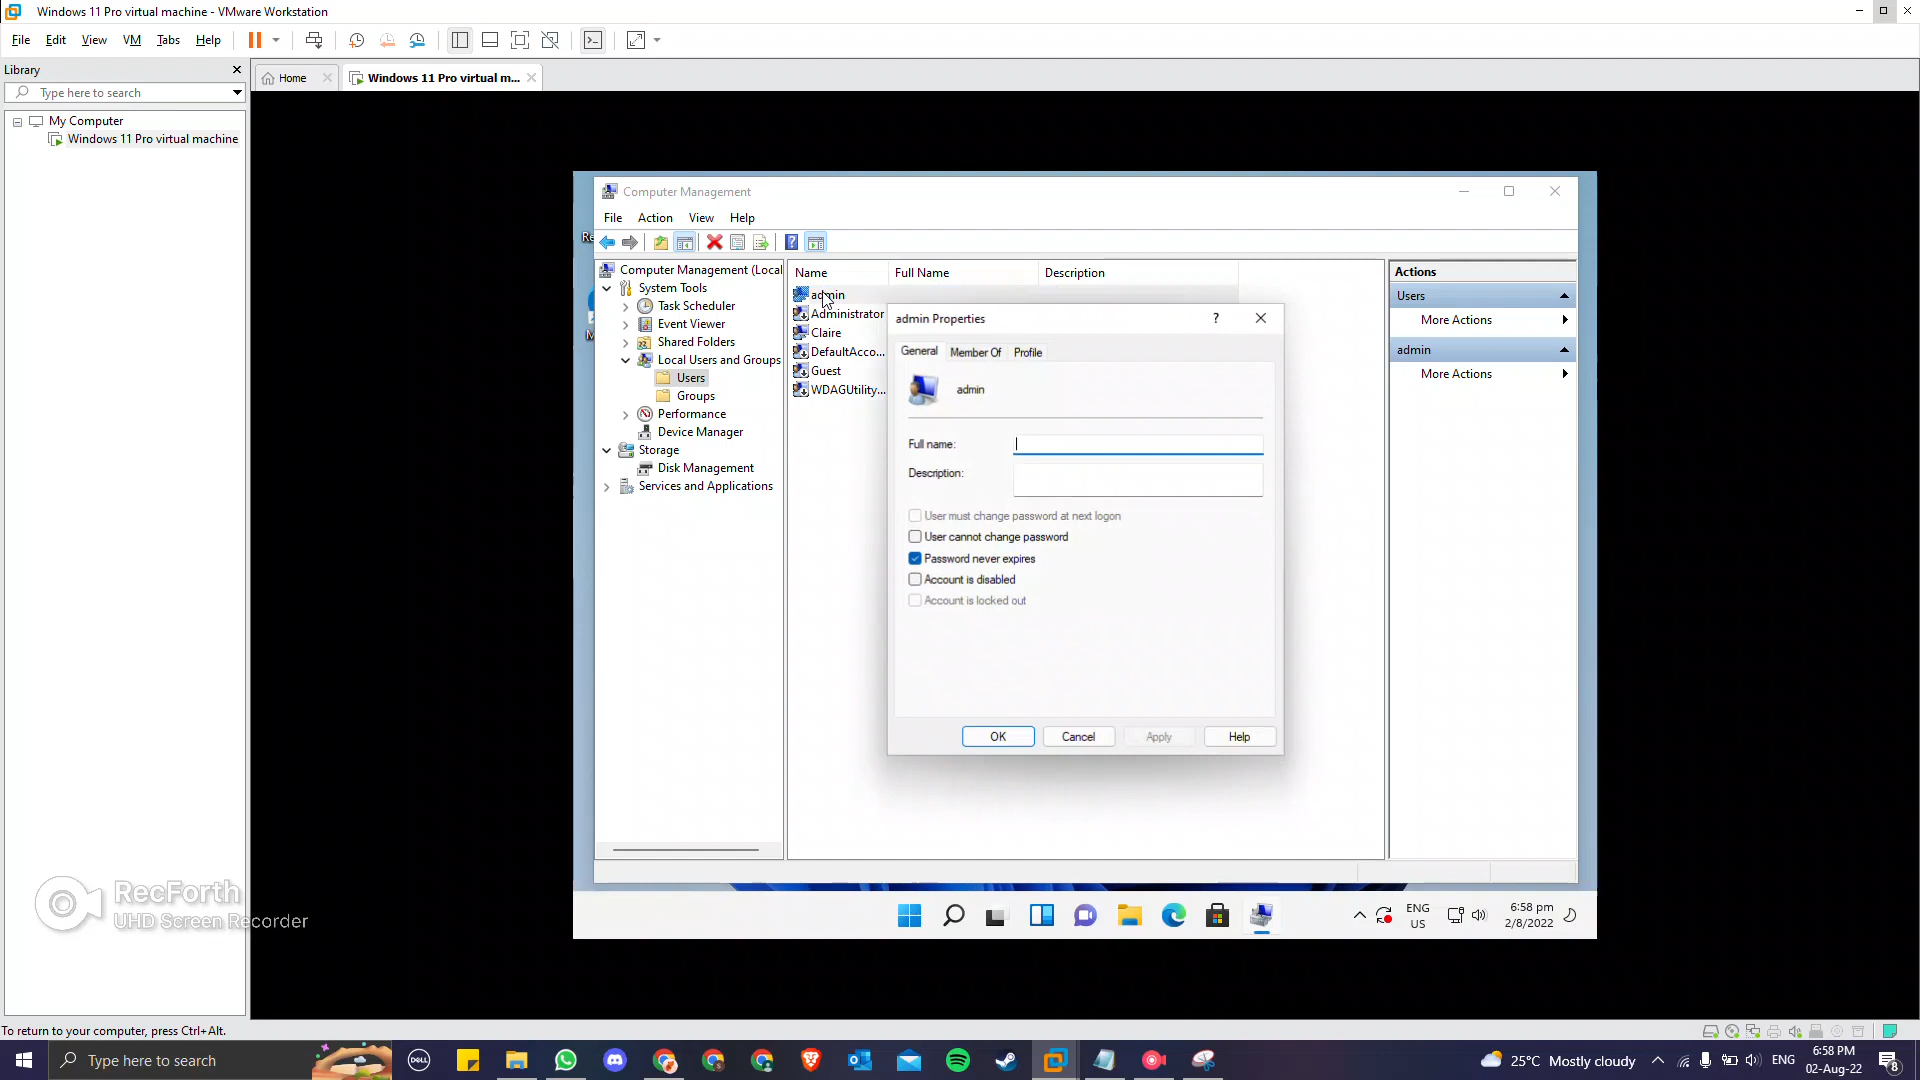 Windows 11 Pro virtual machine - VMware Workstation
File Edit View VM Tabs Help
Library
Home
Windows 11 Pro virtual m...
Type here to search
My Computer
Windows 11 Pro virtual machine
Computer Management
File Action View Help
Computer Management (Local
System Tools
Task Scheduler
Event Viewer
Shared Folders
Local Users and Groups
Users
Groups
Performance
Device Manager
Storage
Disk Management
Services and Applications
Name Full Name Description
admin
Administrator
Claire
DefaultAcco...
Guest
WDAGUtility...
Actions
Users
More Actions
admin
More Actions
admin Properties
General Member Of Profile
admin
Full name:
Description:
User must change password at next logon
User cannot change password
Password never expires
Account is disabled
Account is locked out
OK Cancel Apply Help
RecForth
UHD Screen Recorder
ENG
US
6:58 pm
2/8/2022
To return to your computer, press Ctrl+Alt.
Type here to search
DELL
25°C Mostly cloudy
ENG
6:58 PM
02-Aug-22
8